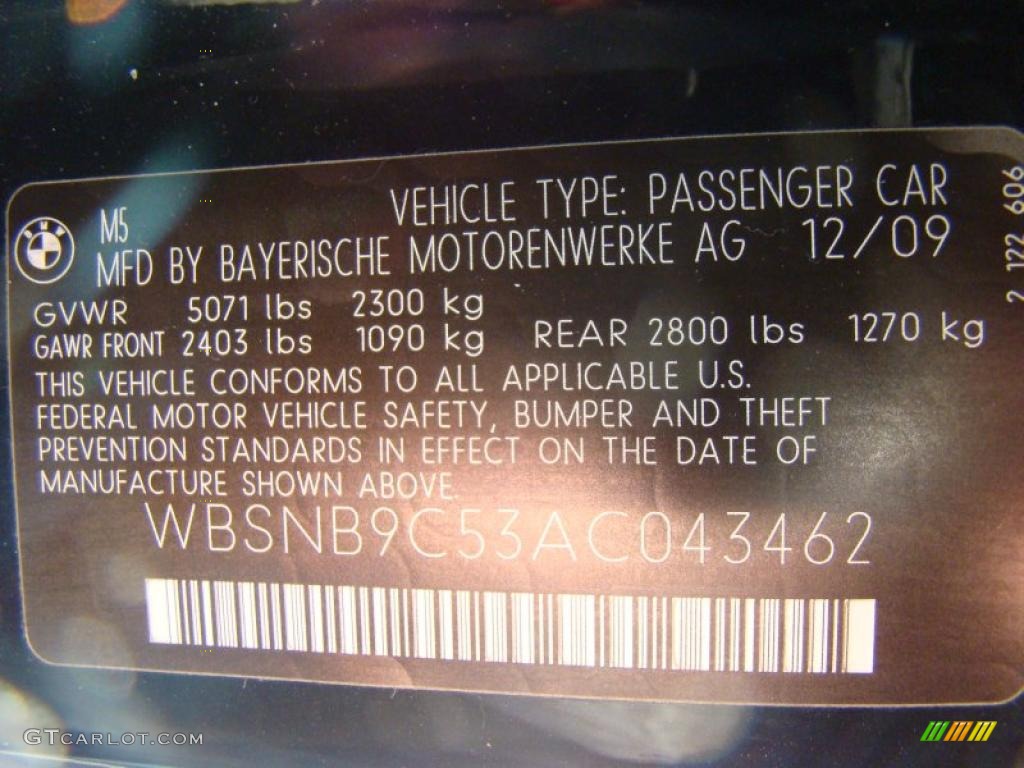 VEHICLE TYPE: PASSENGER CAR
M5
MFD BY BAYERISCHE MOTORENWERKE AG 12/09
GVWR 5071 lbs 2300 kg
GAWR FRONT 2403 lbs 1090 kg REAR 2800 lbs 1270 kg
THIS VEHICLE CONFORMS TO ALL APPLICABLE U.S.
FEDERAL MOTOR VEHICLE SAFETY, BUMPER AND THEFT
PREVENTION STANDARDS IN EFFECT ON THE DATE OF
MANUFACTURE SHOWN ABOVE.
WBSNB9C53AC043462
2 122 606
BMW
GTCARLOT.COM